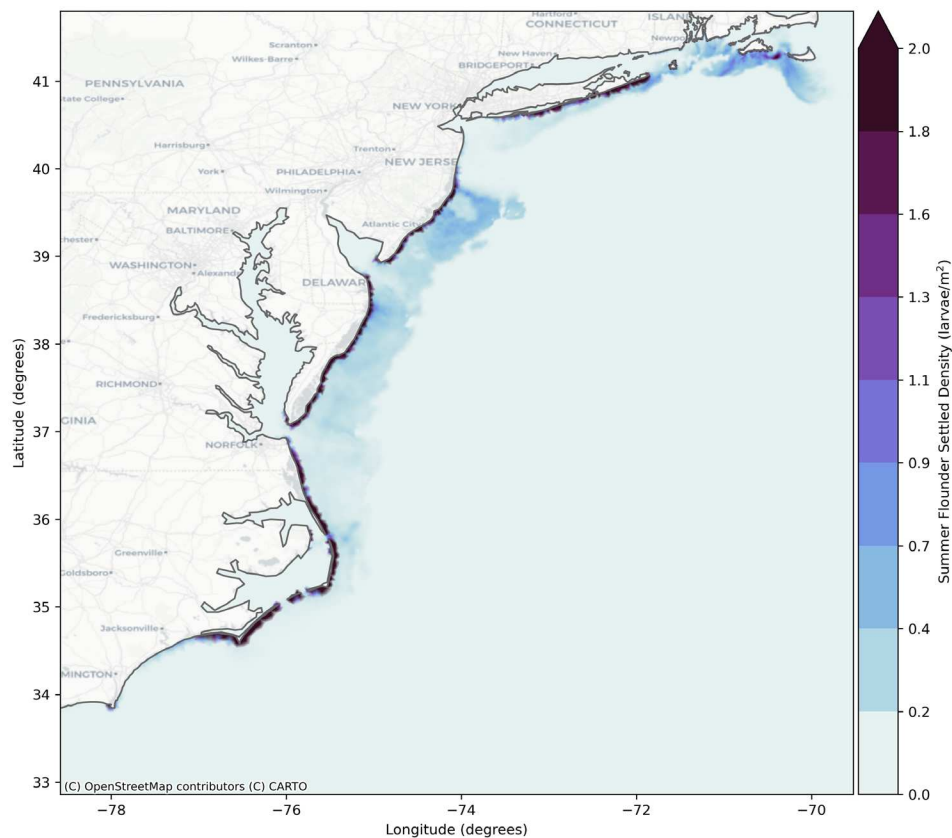 Hartford•
CONNECTICUT
ISLAN
Scranton•
Newpo
Wilkes-Barre•
New Haven
BRIDGEPORT
PENNSYLVANIA
State College•
NEW YORK
Harrisburg•
Trenton•
NEW JERSE
York•
PHILADELPHIA•
Wilmington•
MARYLAND
Atlantic City
BALTIMORE•
chester•
WASHINGTON•
•Alexand
DELAWAR
Fredericksburg•
RICHMOND•
GINIA
NORFOLK•
Greenville•
Goldsboro•
Jacksonville•
MINGTON•
(C) OpenStreetMap contributors (C) CARTO
41
40
39
38
37
36
35
34
33
Latitude (degrees)
−78
−76
−74
−72
−70
Longitude (degrees)
2.0
1.8
1.6
1.3
1.1
0.9
0.7
0.4
0.2
0.0
Summer Flounder Settled Density (larvae/m²)